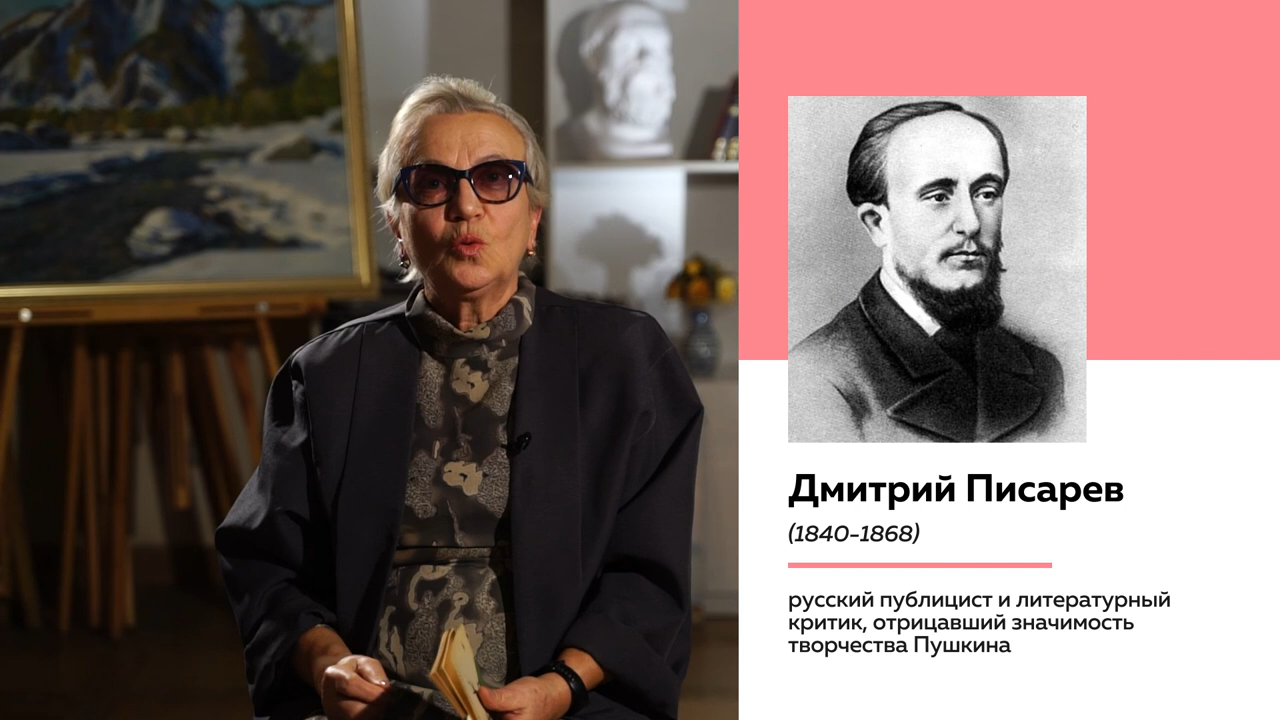 Дмитрий Писарев
(1840-1868)
русский публицист и литературный
критик, отрицавший значимость
творчества Пушкина